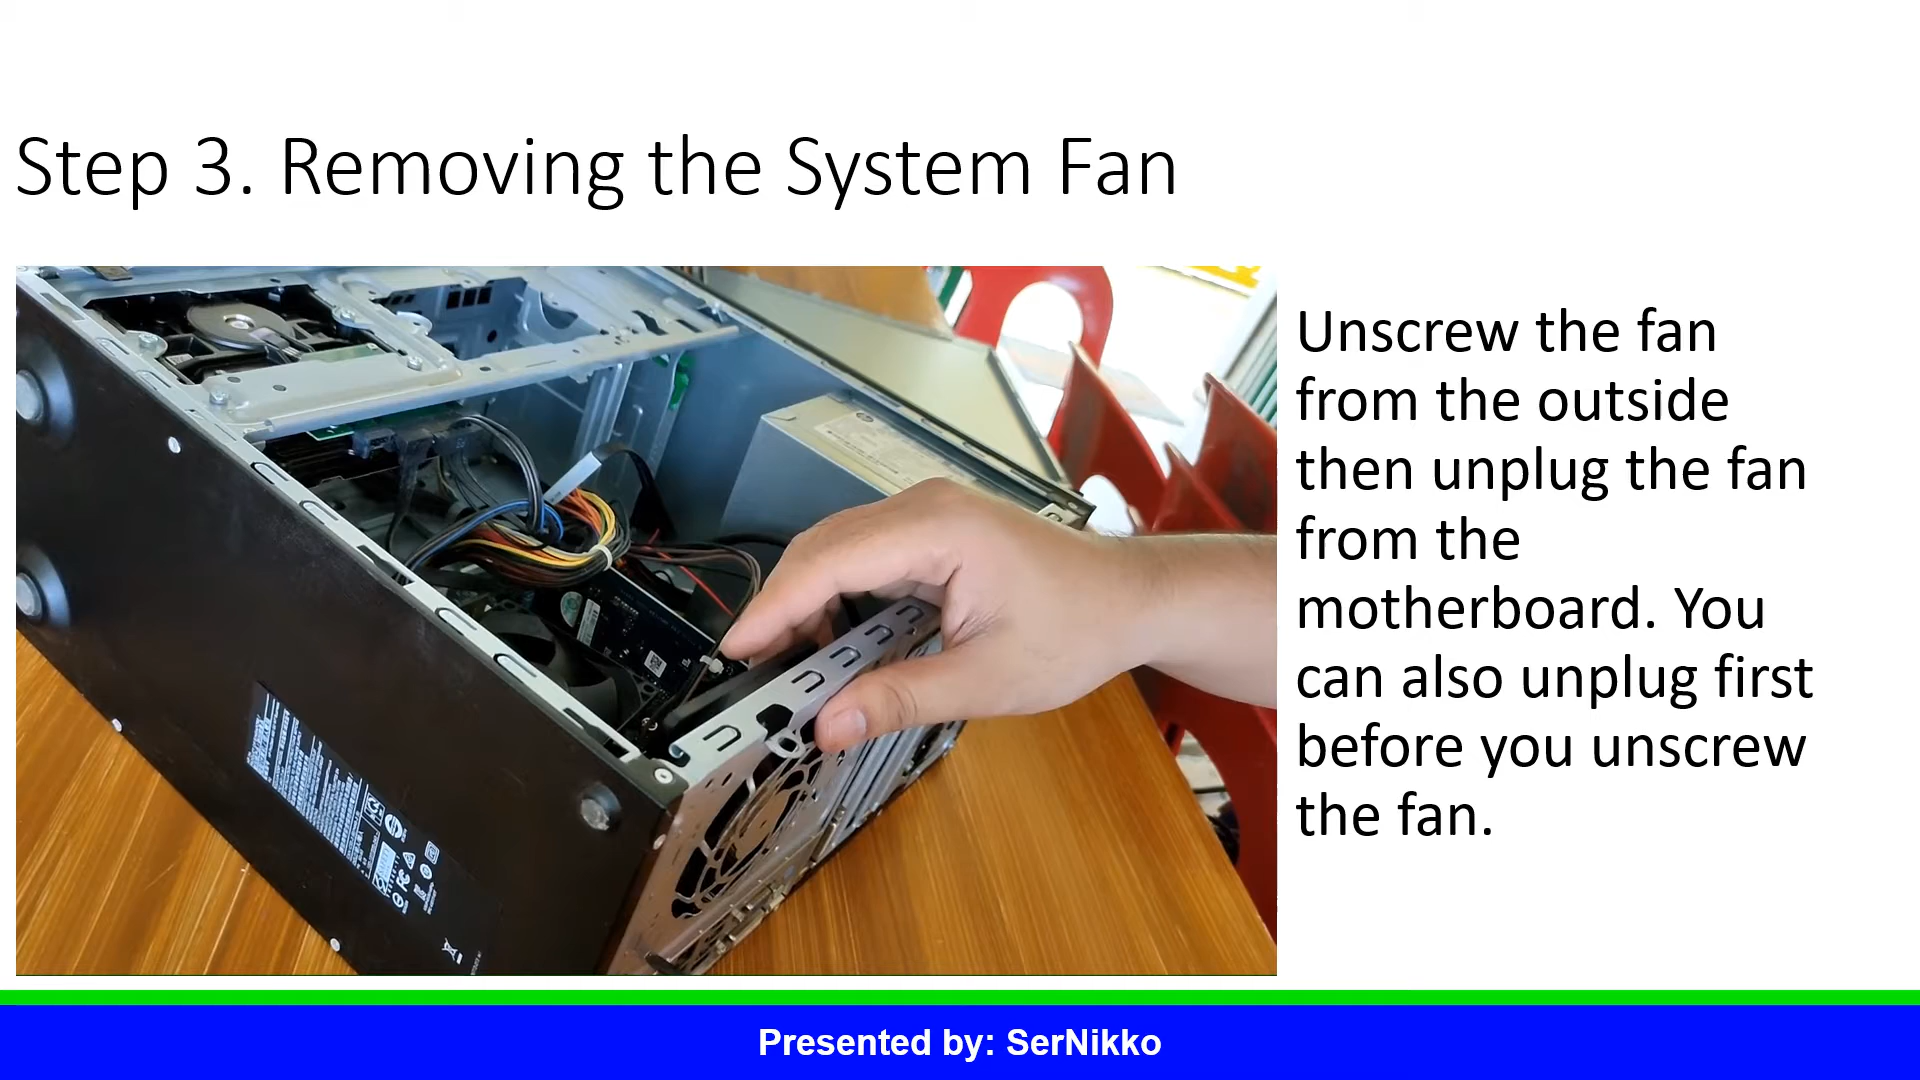 Step 3. Removing the System Fan
Unscrew the fan
from the outside
then unplug the fan
from the
motherboard. You
can also unplug first
before you unscrew
the fan.
Presented by: SerNikko